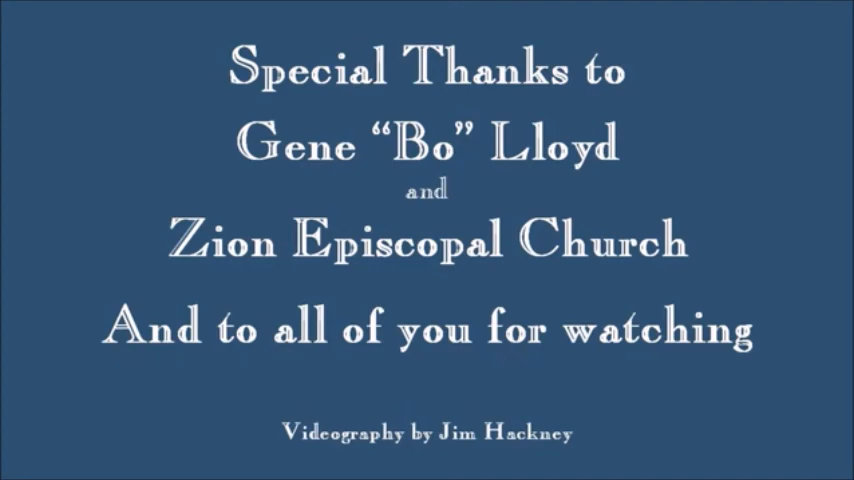 Special Thanks to
Gene “Bo” Lloyd
and
Zion Episcopal Church
And to all of you for watching
Videography by Jim Hackney